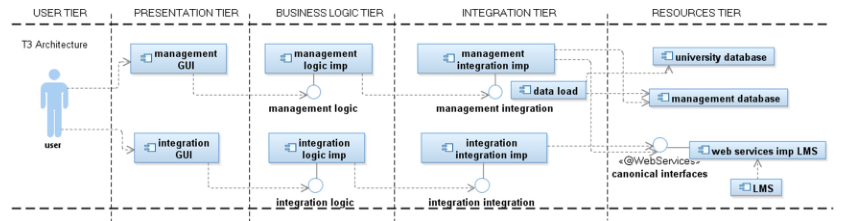 USER TIER
PRESENTATION TIER
BUSINESS LOGIC TIER
INTEGRATION TIER
RESOURCES TIER
T3 Architecture
user
management
GUI
integration
GUI
management
logic imp
management logic
integration
logic imp
integration logic
management
integration imp
data load
management integration
integration
integration imp
integration integration
university database
management database
«@WebServices»
canonical interfaces
web services imp LMS
LMS